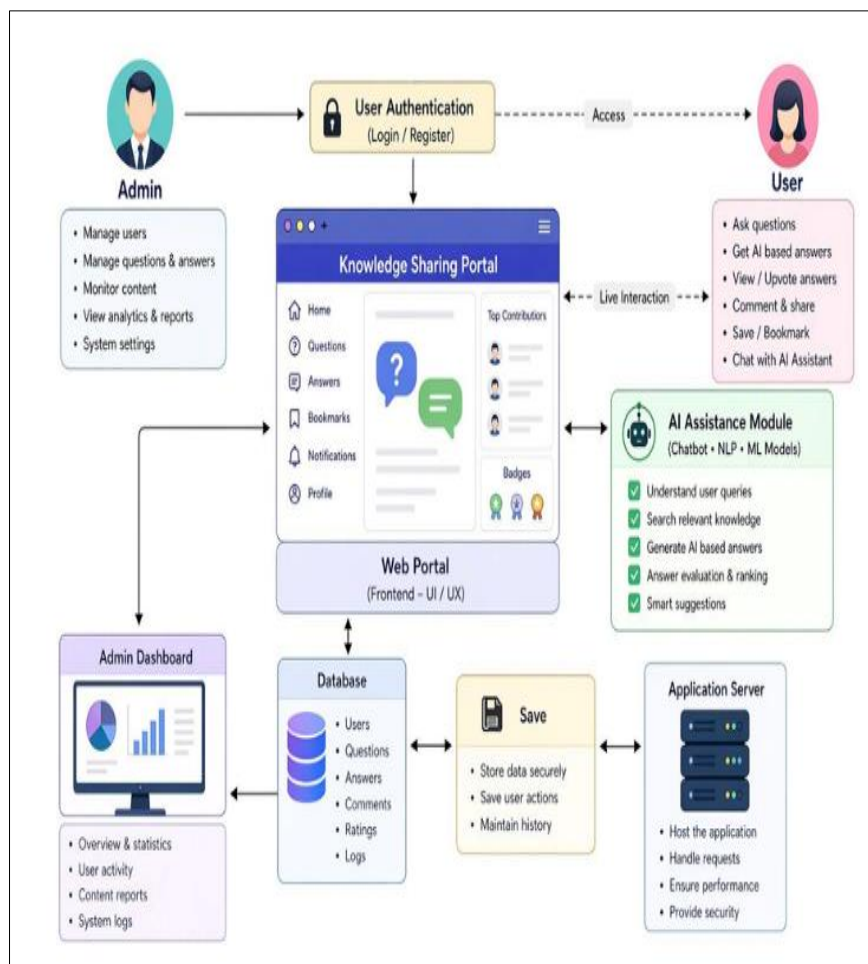 User Authentication
(Login / Register)
Access
Admin
User
• Manage users
• Manage questions & answers
• Monitor content
• View analytics & reports
• System settings
• Ask questions
• Get AI based answers
• View / Upvote answers
• Comment & share
• Save / Bookmark
• Chat with AI Assistant
Knowledge Sharing Portal
Home
Questions
Answers
Bookmarks
Notifications
Profile
Top Contributors
Badges
Live Interaction
Web Portal
(Frontend – UI / UX)
AI Assistance Module
(Chatbot • NLP • ML Models)
Understand user queries
Search relevant knowledge
Generate AI based answers
Answer evaluation & ranking
Smart suggestions
Admin Dashboard
• Overview & statistics
• User activity
• Content reports
• System logs
Database
• Users
• Questions
• Answers
• Comments
• Ratings
• Logs
Save
• Store data securely
• Save user actions
• Maintain history
Application Server
• Host the application
• Handle requests
• Ensure performance
• Provide security